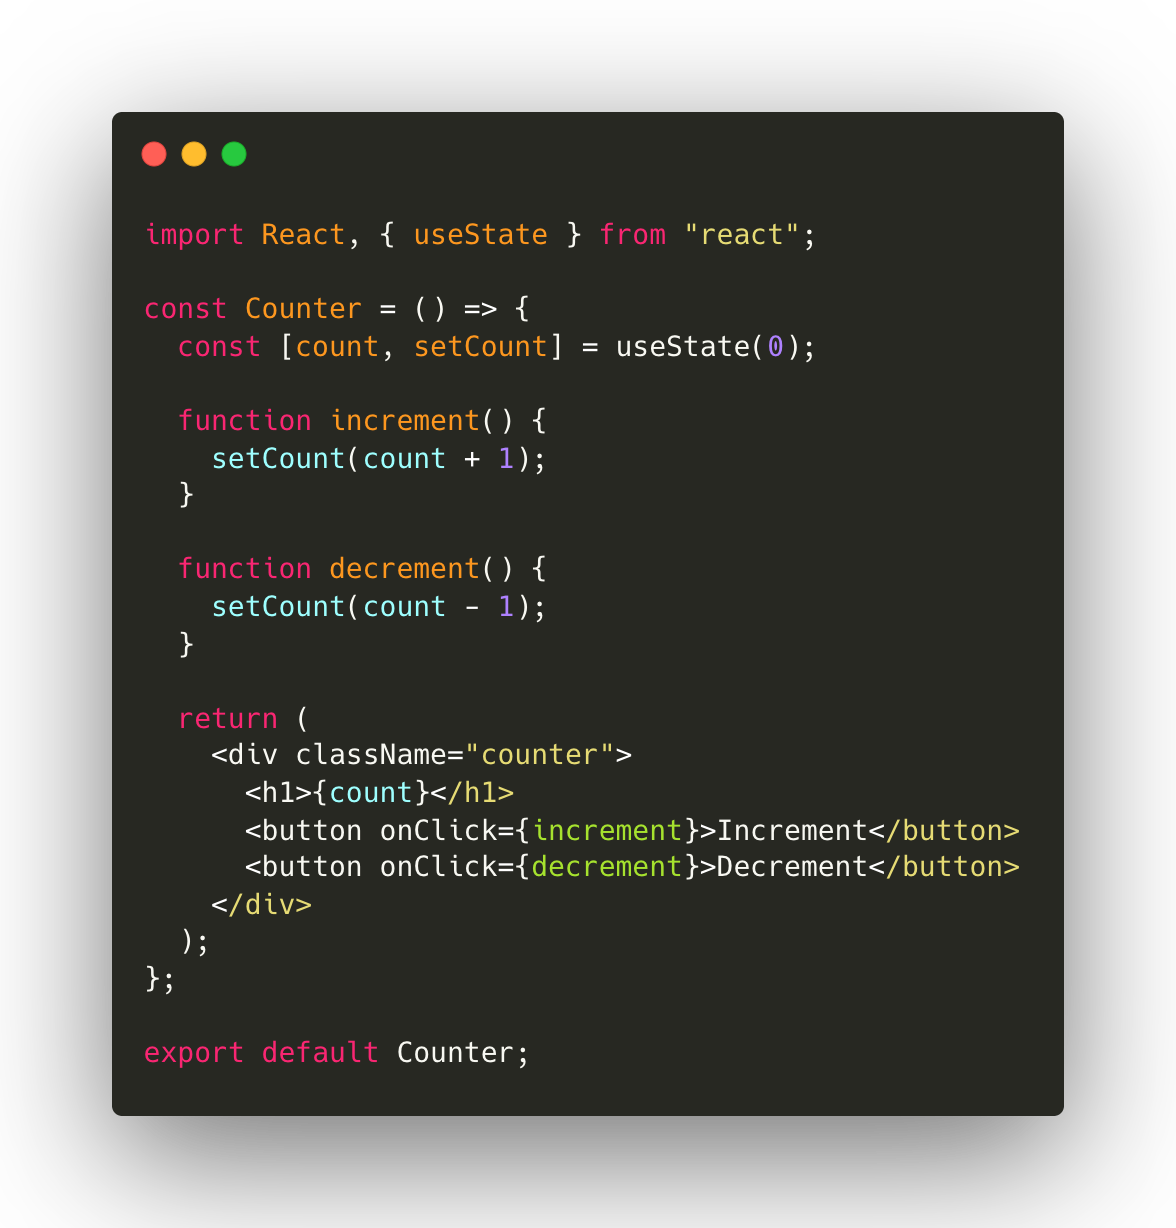 import React, { useState } from "react";

const Counter = () => {
  const [count, setCount] = useState(0);

  function increment() {
    setCount(count + 1);
  }

  function decrement() {
    setCount(count - 1);
  }

  return (
    <div className="counter">
      <h1>{count}</h1>
      <button onClick={increment}>Increment</button>
      <button onClick={decrement}>Decrement</button>
    </div>
  );
};

export default Counter;